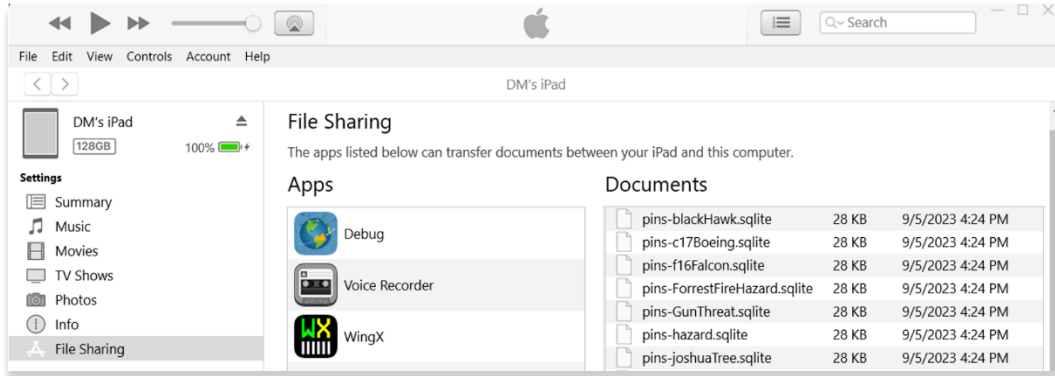 Search
File Edit View Controls Account Help
DM's iPad
DM's iPad
128GB 100%
Settings
Summary
Music
Movies
TV Shows
Photos
Info
File Sharing
File Sharing
The apps listed below can transfer documents between your iPad and this computer.
Apps
Debug
Voice Recorder
WX
WingX
Documents
pins-blackHawk.sqlite 28 KB 9/5/2023 4:24 PM
pins-c17Boeing.sqlite 28 KB 9/5/2023 4:24 PM
pins-f16Falcon.sqlite 28 KB 9/5/2023 4:24 PM
pins-ForrestFireHazard.sqlite 28 KB 9/5/2023 4:24 PM
pins-GunThreat.sqlite 28 KB 9/5/2023 4:24 PM
pins-hazard.sqlite 28 KB 9/5/2023 4:24 PM
pins-joshuaTree.sqlite 28 KB 9/5/2023 4:24 PM